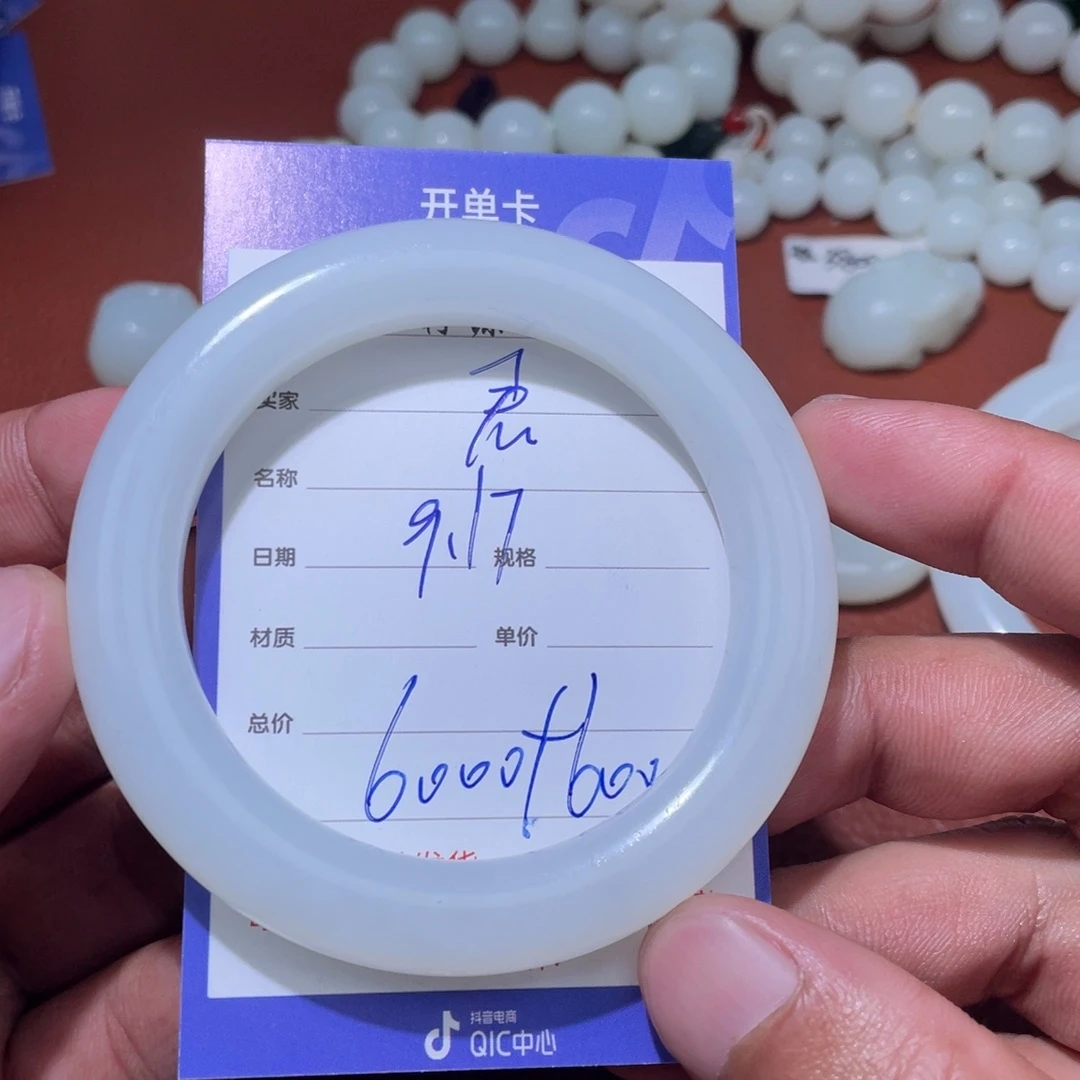 开单卡
买家 君
名称
日期 9.17 规格
材质 单价
总价
6000+600
抖音电商
QIC中心